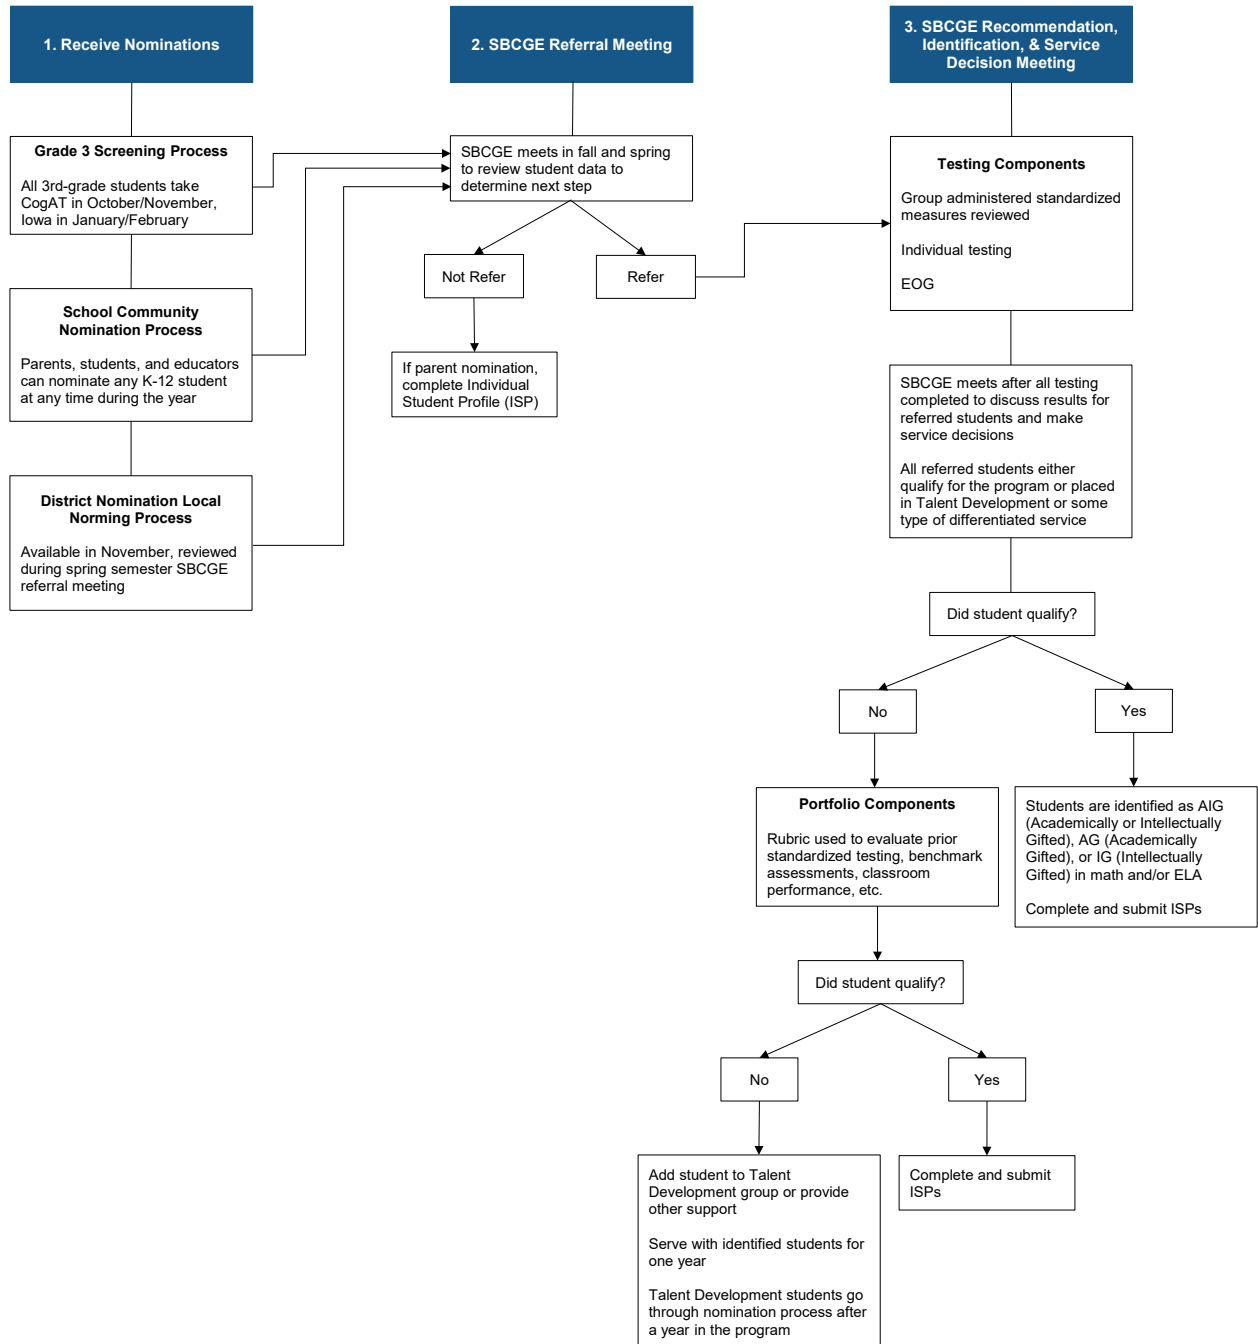 1. Receive Nominations
Grade 3 Screening Process
All 3rd-grade students take
CogAT in October/November,
Iowa in January/February
School Community
Nomination Process
Parents, students, and educators
can nominate any K-12 student
at any time during the year
District Nomination Local
Norming Process
Available in November, reviewed
during spring semester SBCGE
referral meeting
2. SBCGE Referral Meeting
SBCGE meets in fall and spring
to review student data to
determine next step
Not Refer
Refer
If parent nomination,
complete Individual
Student Profile (ISP)
3. SBCGE Recommendation,
Identification, & Service
Decision Meeting
Testing Components
Group administered standardized
measures reviewed
Individual testing
EOG
SBCGE meets after all testing
completed to discuss results for
referred students and make
service decisions
All referred students either
qualify for the program or placed
in Talent Development or some
type of differentiated service
Did student qualify?
No
Yes
Portfolio Components
Rubric used to evaluate prior
standardized testing, benchmark
assessments, classroom
performance, etc.
Students are identified as AIG
(Academically or Intellectually
Gifted), AG (Academically
Gifted), or IG (Intellectually
Gifted) in math and/or ELA
Complete and submit ISPs
Did student qualify?
No
Yes
Add student to Talent
Development group or provide
other support
Serve with identified students for
one year
Talent Development students go
through nomination process after
a year in the program
Complete and submit
ISPs